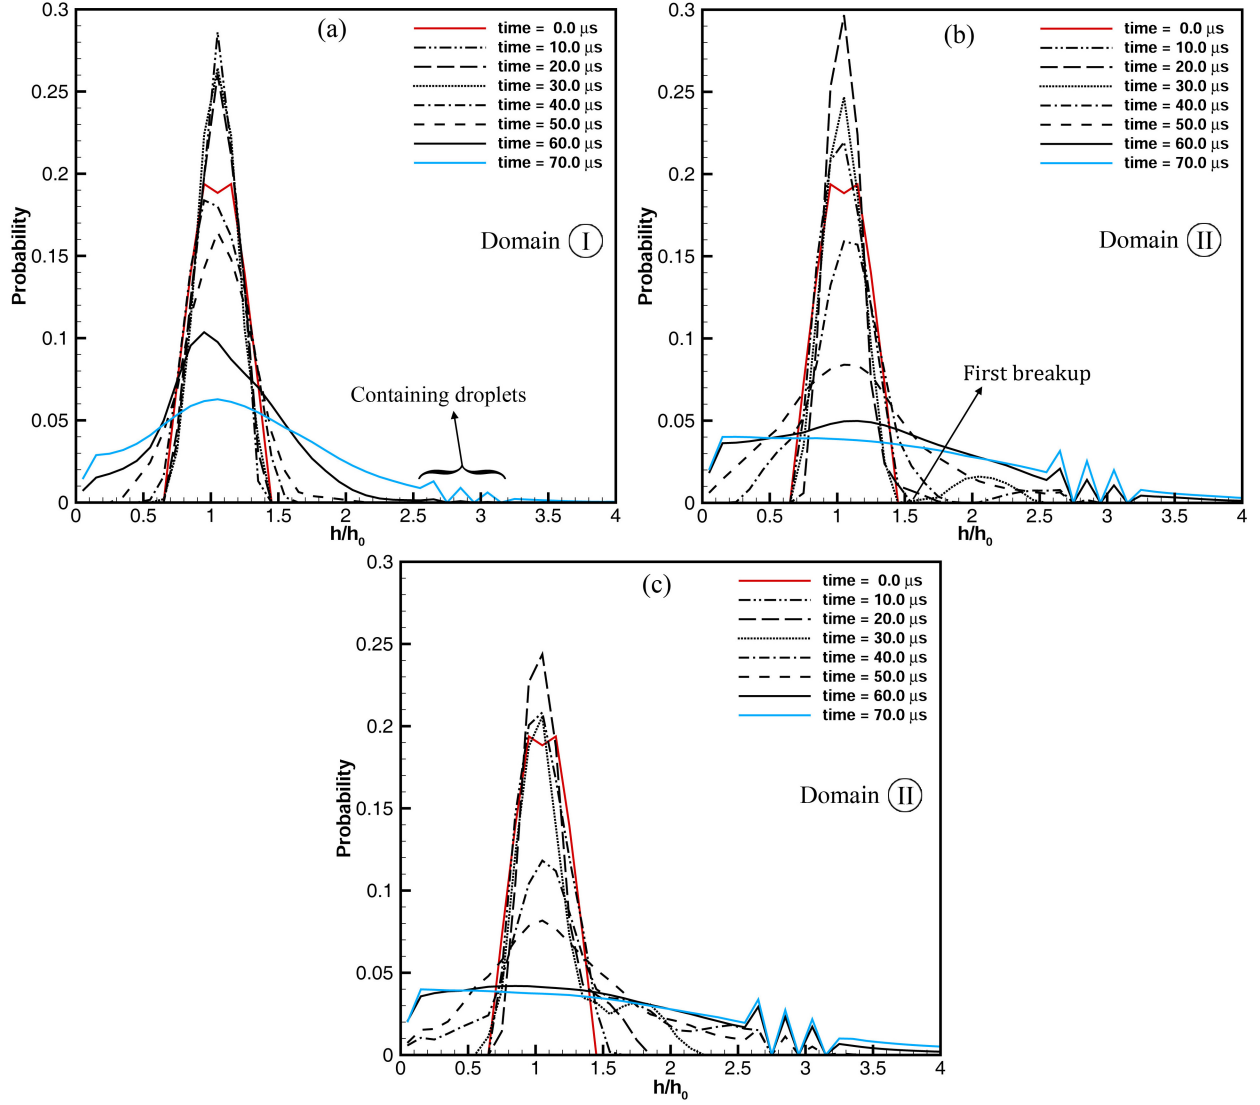 (a)
time = 0.0 μs
time = 10.0 μs
time = 20.0 μs
time = 30.0 μs
time = 40.0 μs
time = 50.0 μs
time = 60.0 μs
time = 70.0 μs
Domain I
Containing droplets
Probability
0.3
0.25
0.2
0.15
0.1
0.05
0
0 0.5 1 1.5 2 2.5 3 3.5 4
h/h0
(b)
time = 0.0 μs
time = 10.0 μs
time = 20.0 μs
time = 30.0 μs
time = 40.0 μs
time = 50.0 μs
time = 60.0 μs
time = 70.0 μs
Domain II
First breakup
Probability
0.3
0.25
0.2
0.15
0.1
0.05
0
0 0.5 1 1.5 2 2.5 3 3.5 4
h/h0
(c)
time = 0.0 μs
time = 10.0 μs
time = 20.0 μs
time = 30.0 μs
time = 40.0 μs
time = 50.0 μs
time = 60.0 μs
time = 70.0 μs
Domain II
Probability
0.3
0.25
0.2
0.15
0.1
0.05
0
0 0.5 1 1.5 2 2.5 3 3.5 4
h/h0